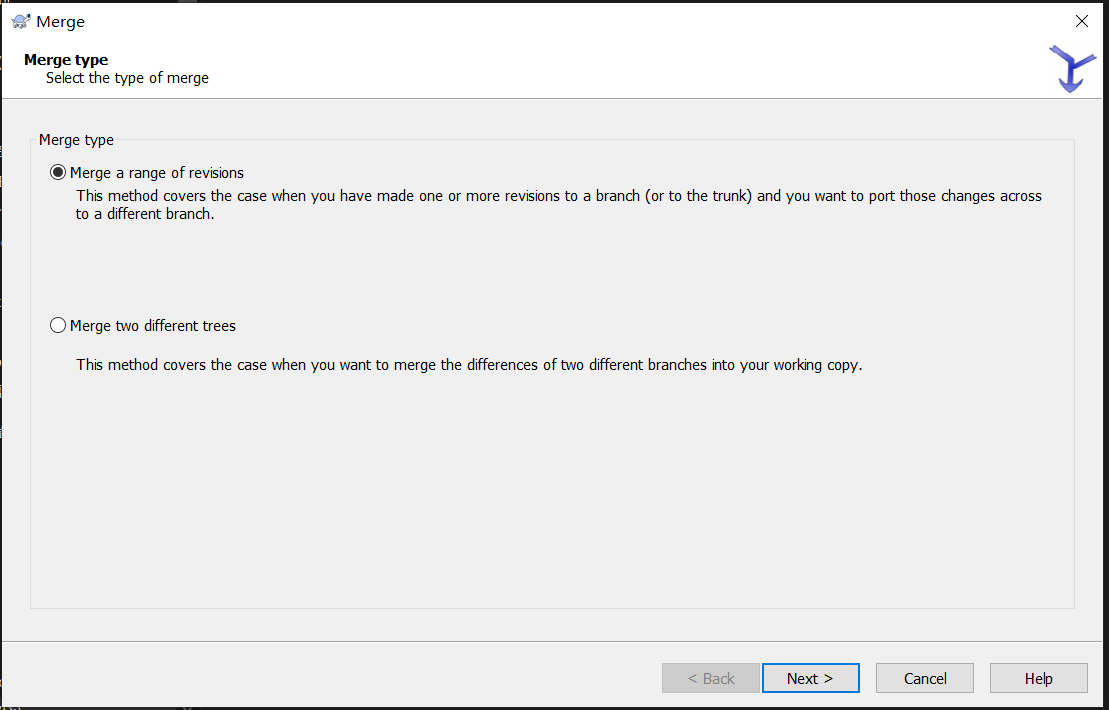 Merge
Merge type
Select the type of merge
Merge type
Merge a range of revisions
This method covers the case when you have made one or more revisions to a branch (or to the trunk) and you want to port those changes across
to a different branch.
Merge two different trees
This method covers the case when you want to merge the differences of two different branches into your working copy.
< Back
Next >
Cancel
Help